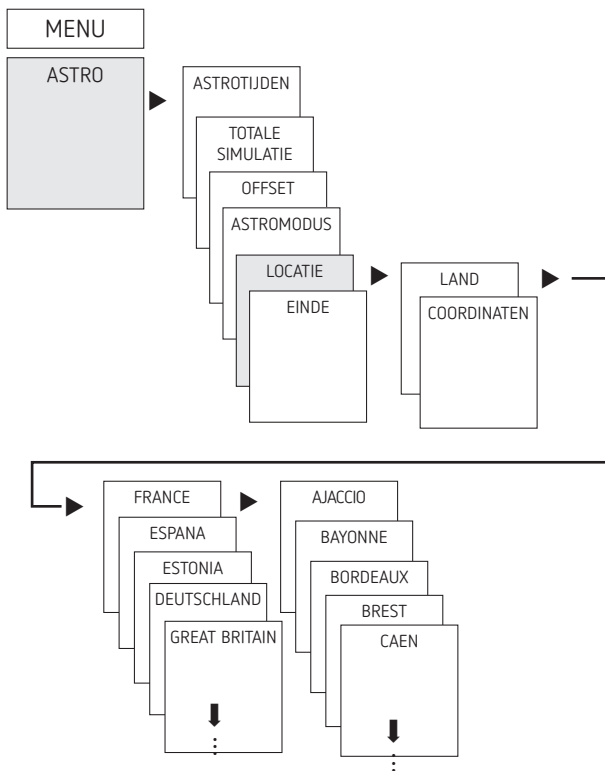 MENU
ASTRO
ASTROTIJDEN
TOTALE
SIMULATIE
OFFSET
ASTROMODUS
LOCATIE
EINDE
LAND
COORDINATEN
FRANCE
ESPANA
ESTONIA
DEUTSCHLAND
GREAT BRITAIN
AJACCIO
BAYONNE
BORDEAUX
BREST
CAEN